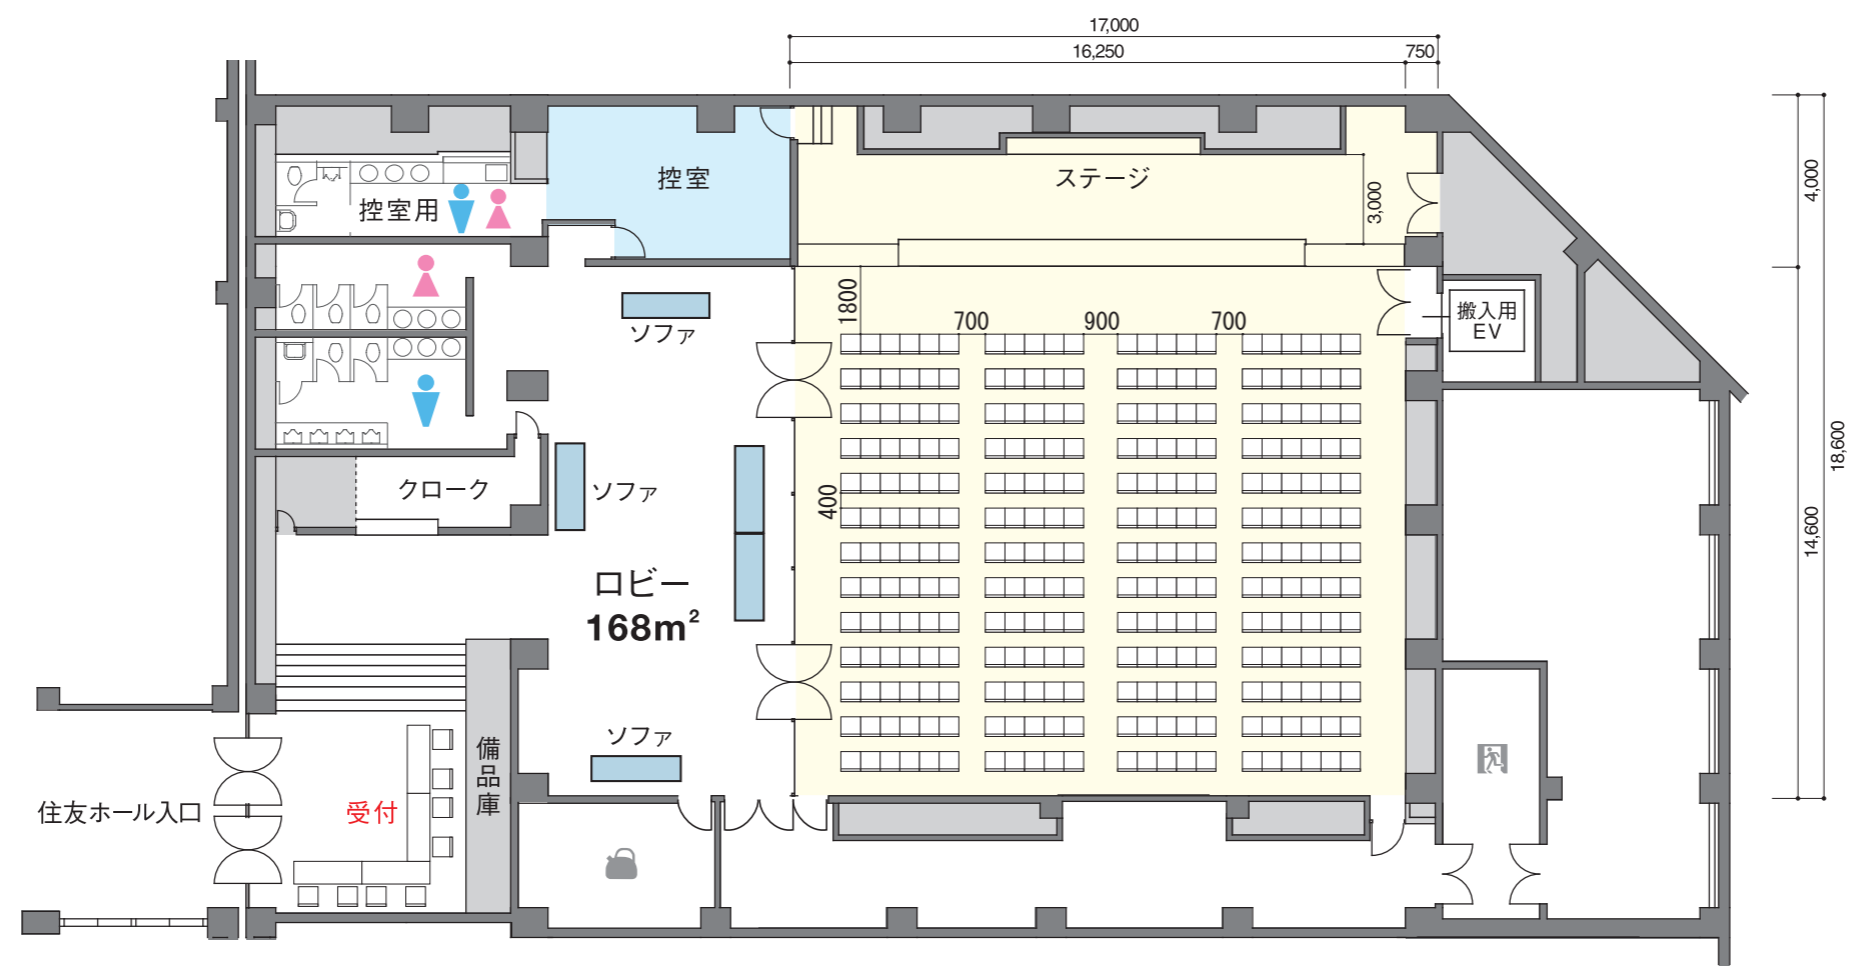 17,000
16,250
750
控室
ステージ
3,000
4,000
控室用
1800
ソファ
700
900
700
搬入用
EV
18,600
クローク
ソファ
400
14,600
ロビー
168m²
ソファ
備品庫
住友ホール入口
受付